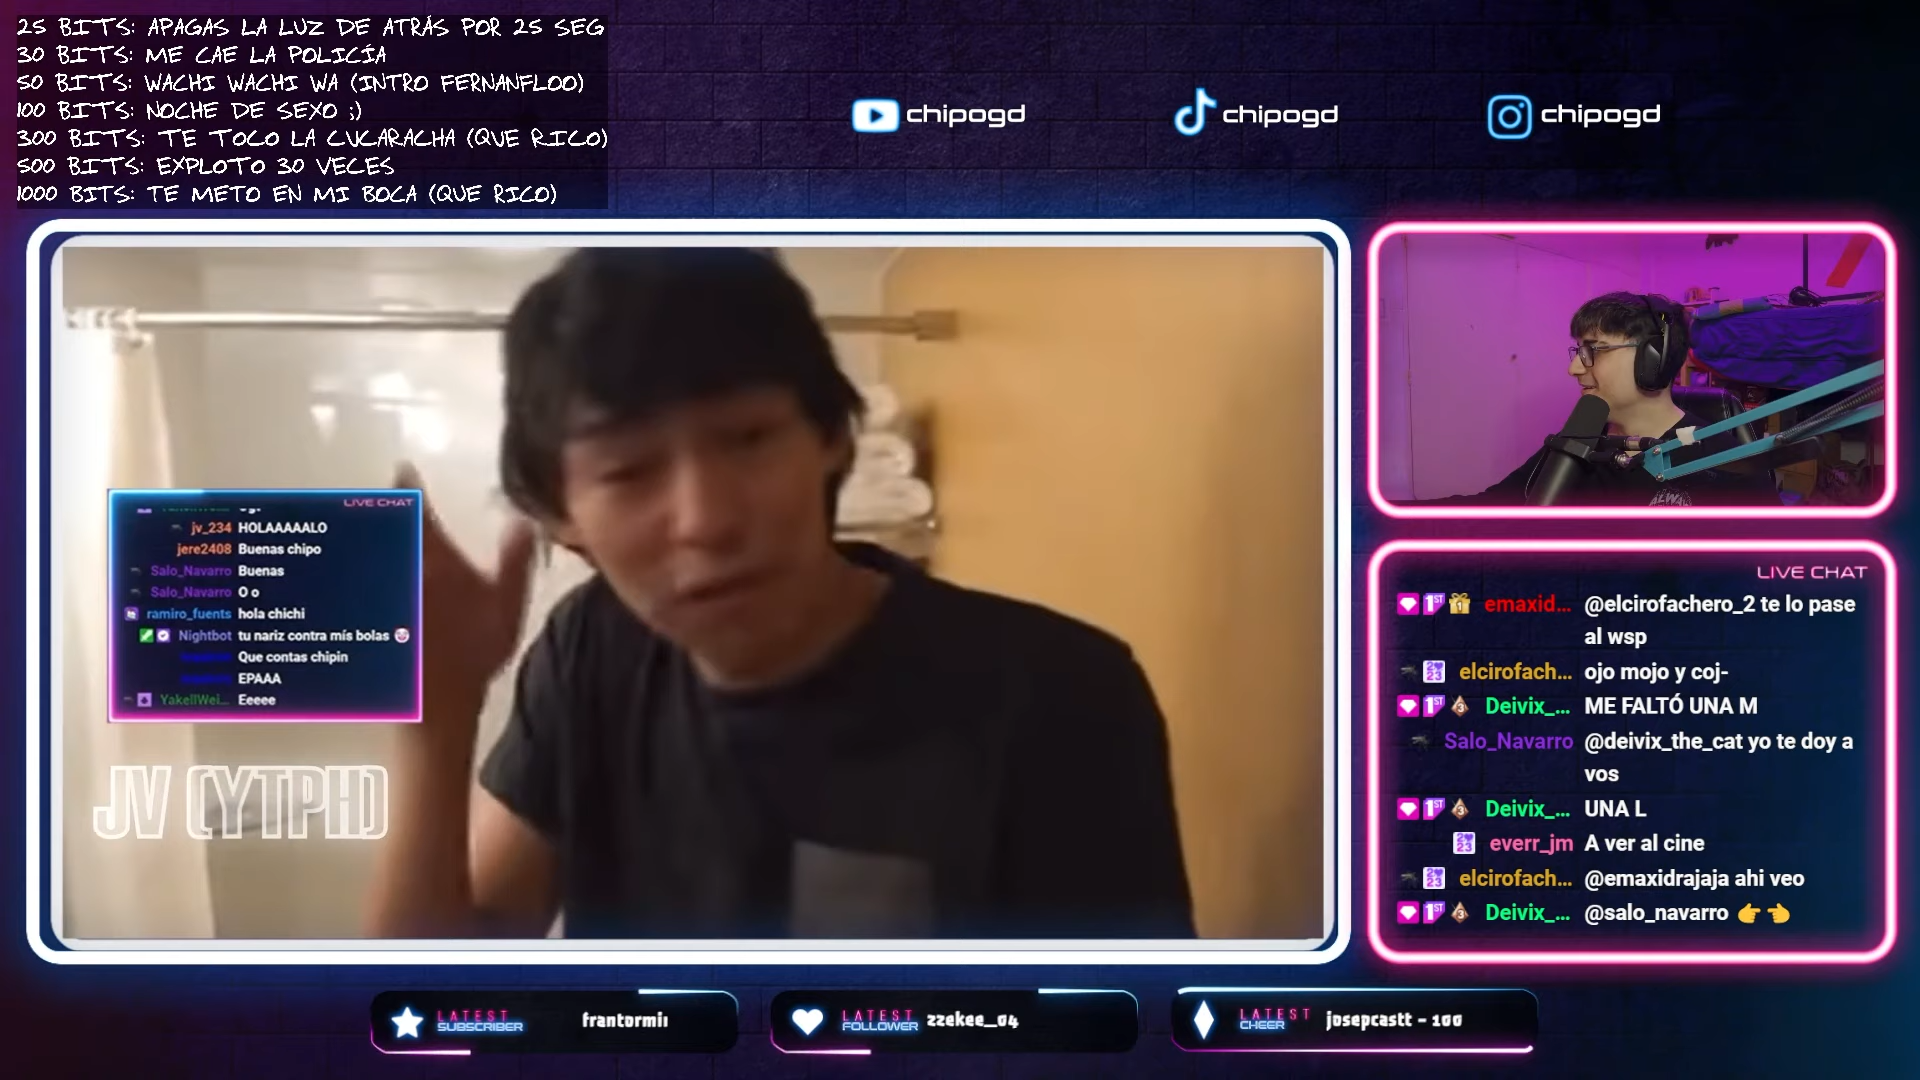 25 BITS: APAGAS LA LUZ DE ATRÁS POR 25 SEG
30 BITS: ME CAE LA POLICÍA
50 BITS: WACHI WACHI WA (INTRO FERNANFLOO)
100 BITS: NOCHE DE SEXO ;)
300 BITS: TE TOCO LA CUCARACHA (QUE RICO)
500 BITS: EXPLOTO 30 VECES
1000 BITS: TE METO EN MI BOCA (QUE RICO)
chipogd
chipogd
chipogd
LIVE CHAT
jv_234 HOLAAAAALO
jere2408 Buenas chipo
Salo_Navarro Buenas
Salo_Navarro O o
ramiro_fuents hola chichi
Nightbot tu nariz contra mís bolas
Que contas chipin
EPAAA
YakellWei... Eeeee
JV (YTPH)
LIVE CHAT
emaxid... @elcirofachero_2 te lo pase
al wsp
elcirofach... ojo mojo y coj-
Deivix_... ME FALTÓ UNA M
Salo_Navarro @deivix_the_cat yo te doy a
vos
Deivix_... UNA L
everr_jm A ver al cine
elcirofach... @emaxidrajaja ahi veo
Deivix_... @salo_navarro 👉 👈
LATEST
SUBSCRIBER
frantorm11
LATEST
FOLLOWER
zzekee_04
LATEST
CHEER
josepcastt - 100